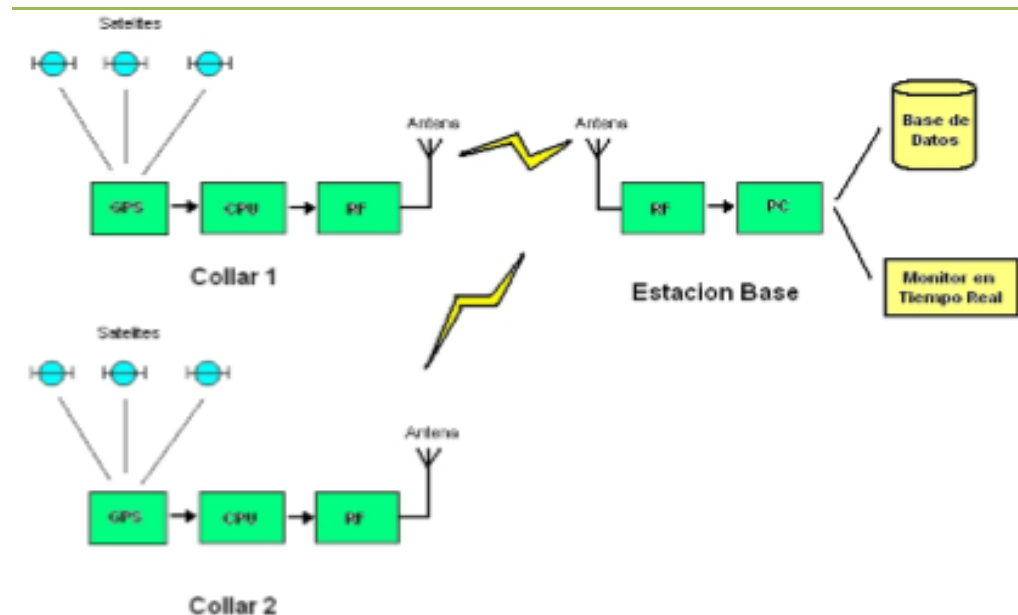 Satelites
Antena
Antena
GPS
CPU
RF
RF
PC
Base de
Datos
Collar 1
Estacion Base
Monitor en
Tiempo Real
Satelites
Antena
GPS
CPU
RF
Collar 2